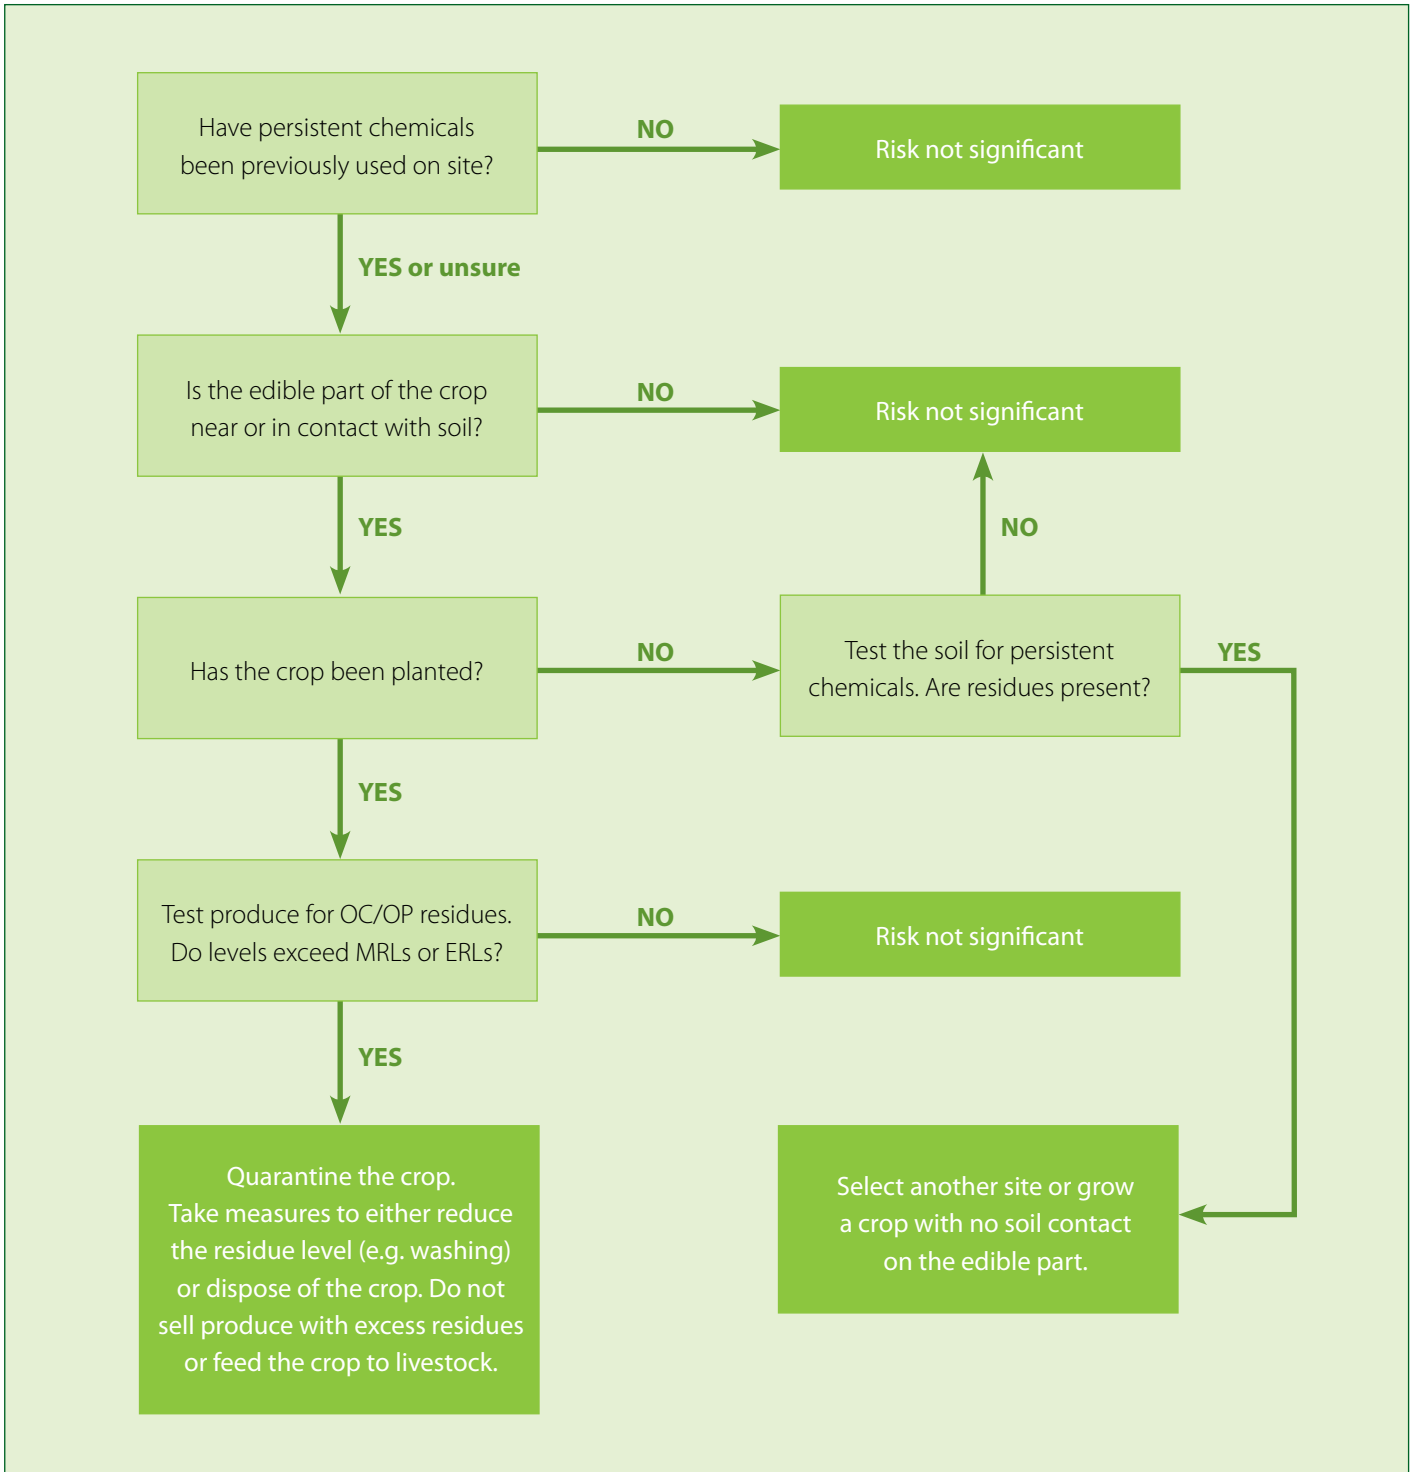 Have persistent chemicals
been previously used on site?
NO
Risk not significant
YES or unsure
Is the edible part of the crop
near or in contact with soil?
NO
Risk not significant
YES
NO
Has the crop been planted?
NO
Test the soil for persistent
chemicals. Are residues present?
YES
YES
Test produce for OC/OP residues.
Do levels exceed MRLs or ERLs?
NO
Risk not significant
YES
Quarantine the crop.
Take measures to either reduce
the residue level (e.g. washing)
or dispose of the crop. Do not
sell produce with excess residues
or feed the crop to livestock.
Select another site or grow
a crop with no soil contact
on the edible part.